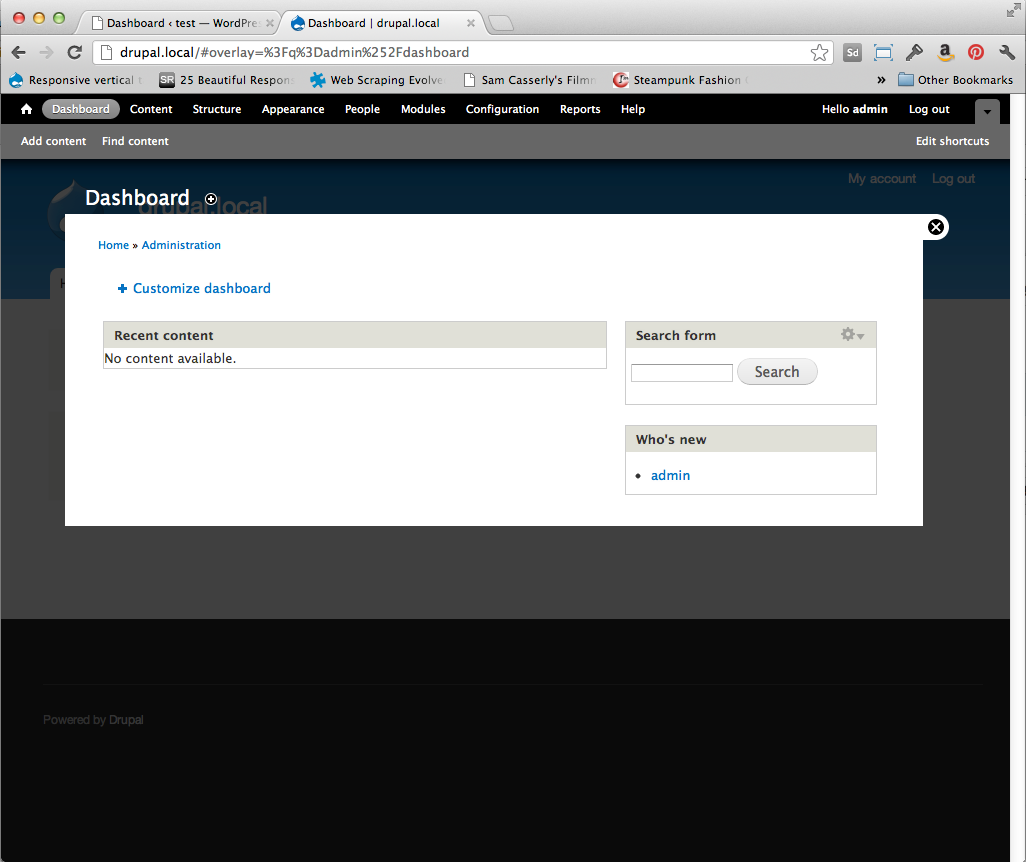 Dashboard ‹ test — WordPre
Dashboard | drupal.local
drupal.local/#overlay=%3Fq%3Dadmin%252Fdashboard
Sd
a
Responsive vertical t
SR 25 Beautiful Respons
Web Scraping Evolve
Sam Casserly's Filmm
Steampunk Fashion
»
Other Bookmarks
Dashboard Content Structure Appearance People Modules Configuration Reports Help Hello admin Log out
Add content Find content Edit shortcuts
My account Log out
Dashboard
drupal.local
Home » Administration
Customize dashboard
Recent content
No content available.
Search form
Search
Who's new
• admin
Powered by Drupal